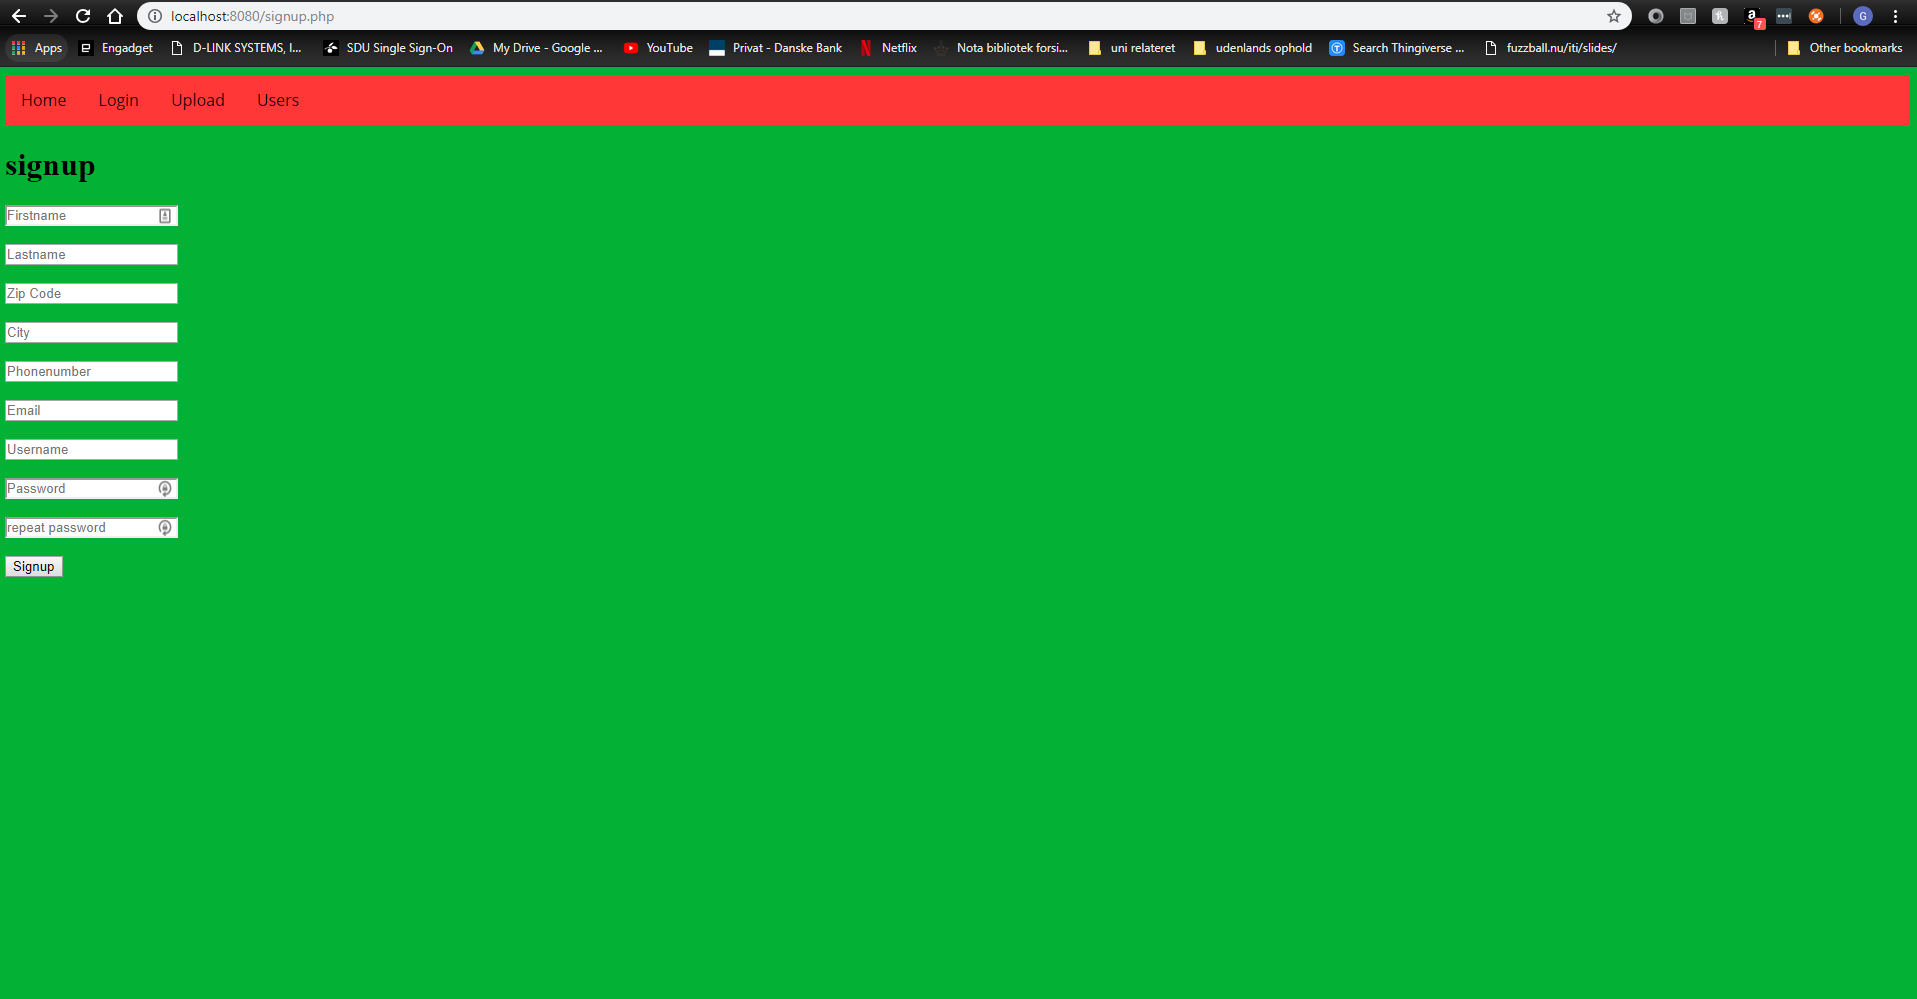 localhost:8080/signup.php
G
Apps Engadget D-LINK SYSTEMS, I... SDU Single Sign-On My Drive - Google ... YouTube Privat - Danske Bank Netflix Nota bibliotek forsi... uni relateret udenlands ophold Search Thingiverse ... fuzzball.nu/iti/slides/ Other bookmarks
7
Home Login Upload Users
signup
Firstname
Lastname
Zip Code
City
Phonenumber
Email
Username
Password
repeat password
Signup